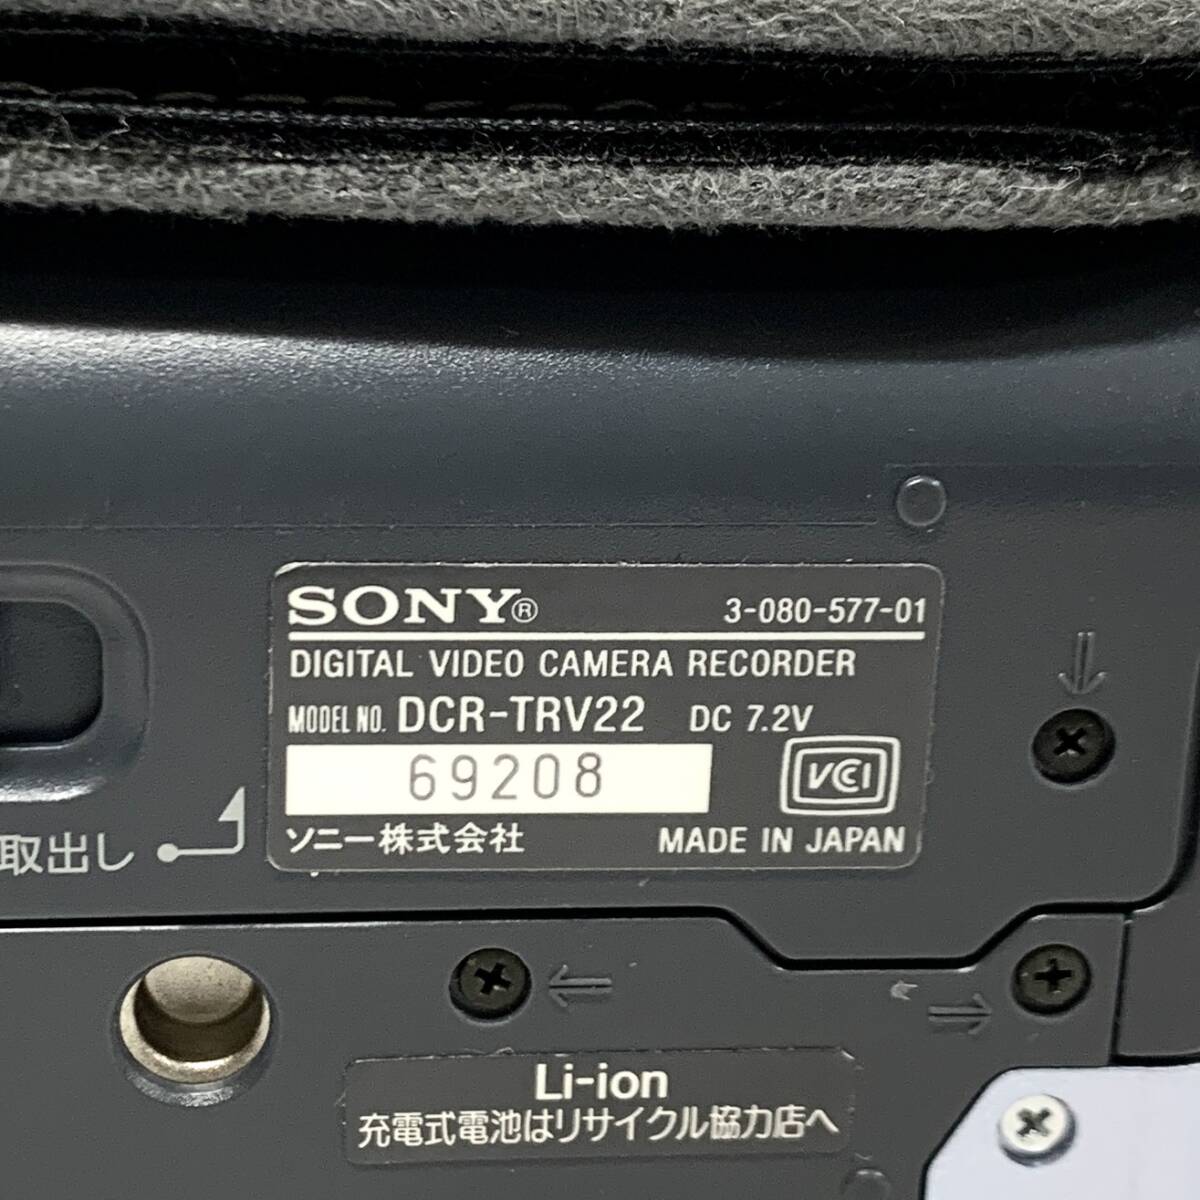 SONY® 3-080-577-01
DIGITAL VIDEO CAMERA RECORDER
MODEL NO. DCR-TRV22 DC 7.2V
69208
VCCI
ソニー株式会社 MADE IN JAPAN
取出し
Li-ion
充電式電池はリサイクル協力店へ